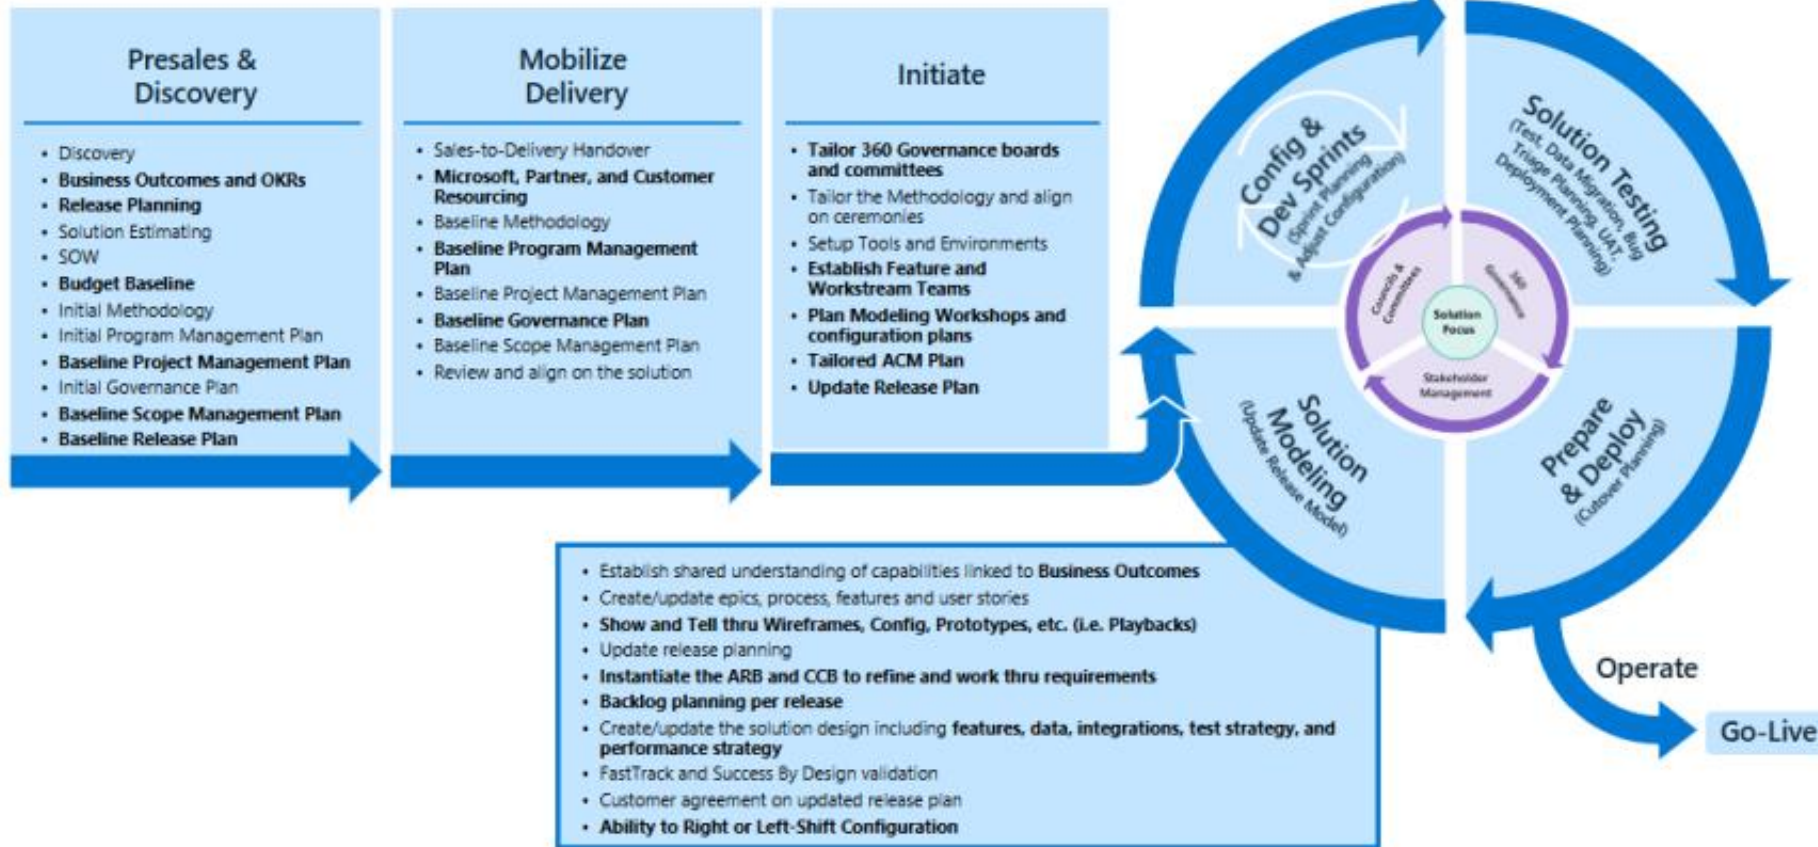 Presales &
Discovery
• Discovery
• Business Outcomes and OKRs
• Release Planning
• Solution Estimating
• SOW
• Budget Baseline
• Initial Methodology
• Initial Program Management Plan
• Baseline Project Management Plan
• Initial Governance Plan
• Baseline Scope Management Plan
• Baseline Release Plan
Mobilize
Delivery
• Sales-to-Delivery Handover
• Microsoft, Partner, and Customer
Resourcing
• Baseline Methodology
• Baseline Program Management
Plan
• Baseline Project Management Plan
• Baseline Governance Plan
• Baseline Scope Management Plan
• Review and align on the solution
Initiate
• Tailor 360 Governance boards
and committees
• Tailor the Methodology and align
on ceremonies
• Setup Tools and Environments
• Establish Feature and
Workstream Teams
• Plan Modeling Workshops and
configuration plans
• Tailored ACM Plan
• Update Release Plan
Config &
Dev Sprints
(Sprint Planning
& Adjust Configuration)
Solution Testing
(Test, Data Migration, Bug
Triage Planning, UAT,
Deployment Planning)
Councils &
Committees
360
Governance
Solution
Focus
Stakeholder
Management
Solution
Modeling
(Update Release Model)
Prepare
& Deploy
(Cutover Planning)
• Establish shared understanding of capabilities linked to Business Outcomes
• Create/update epics, process, features and user stories
• Show and Tell thru Wireframes, Config, Prototypes, etc. (i.e. Playbacks)
• Update release planning
• Instantiate the ARB and CCB to refine and work thru requirements
• Backlog planning per release
• Create/update the solution design including features, data, integrations, test strategy, and
performance strategy
• FastTrack and Success By Design validation
• Customer agreement on updated release plan
• Ability to Right or Left-Shift Configuration
Operate
Go-Live